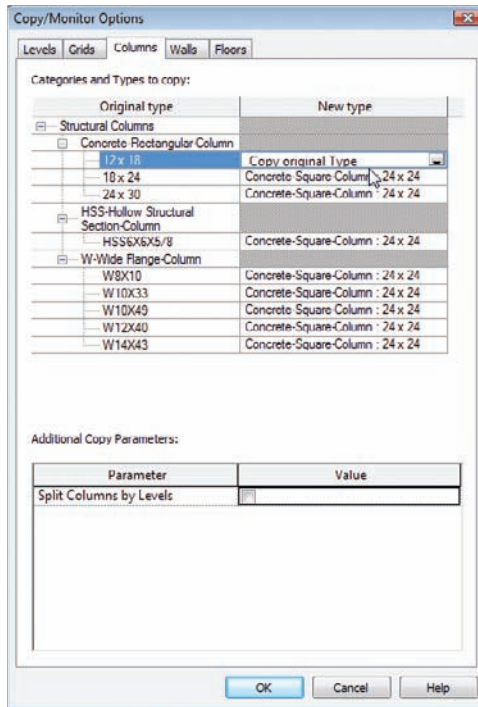 Copy/Monitor Options
Levels Grids Columns Walls Floors
Categories and Types to copy:
Original type New type
Structural Columns
Concrete-Rectangular-Column
12 x 18 Copy original Type
18 x 24 Concrete-Square-Column : 24 x 24
24 x 30 Concrete-Square-Column : 24 x 24
HSS-Hollow Structural
Section-Column
HSS6X6X5/8 Concrete-Square-Column : 24 x 24
W-Wide Flange-Column
W8X10 Concrete-Square-Column : 24 x 24
W10X33 Concrete-Square-Column : 24 x 24
W10X49 Concrete-Square-Column : 24 x 24
W12X40 Concrete-Square-Column : 24 x 24
W14X43 Concrete-Square-Column : 24 x 24
Additional Copy Parameters:
Parameter Value
Split Columns by Levels
OK Cancel Help